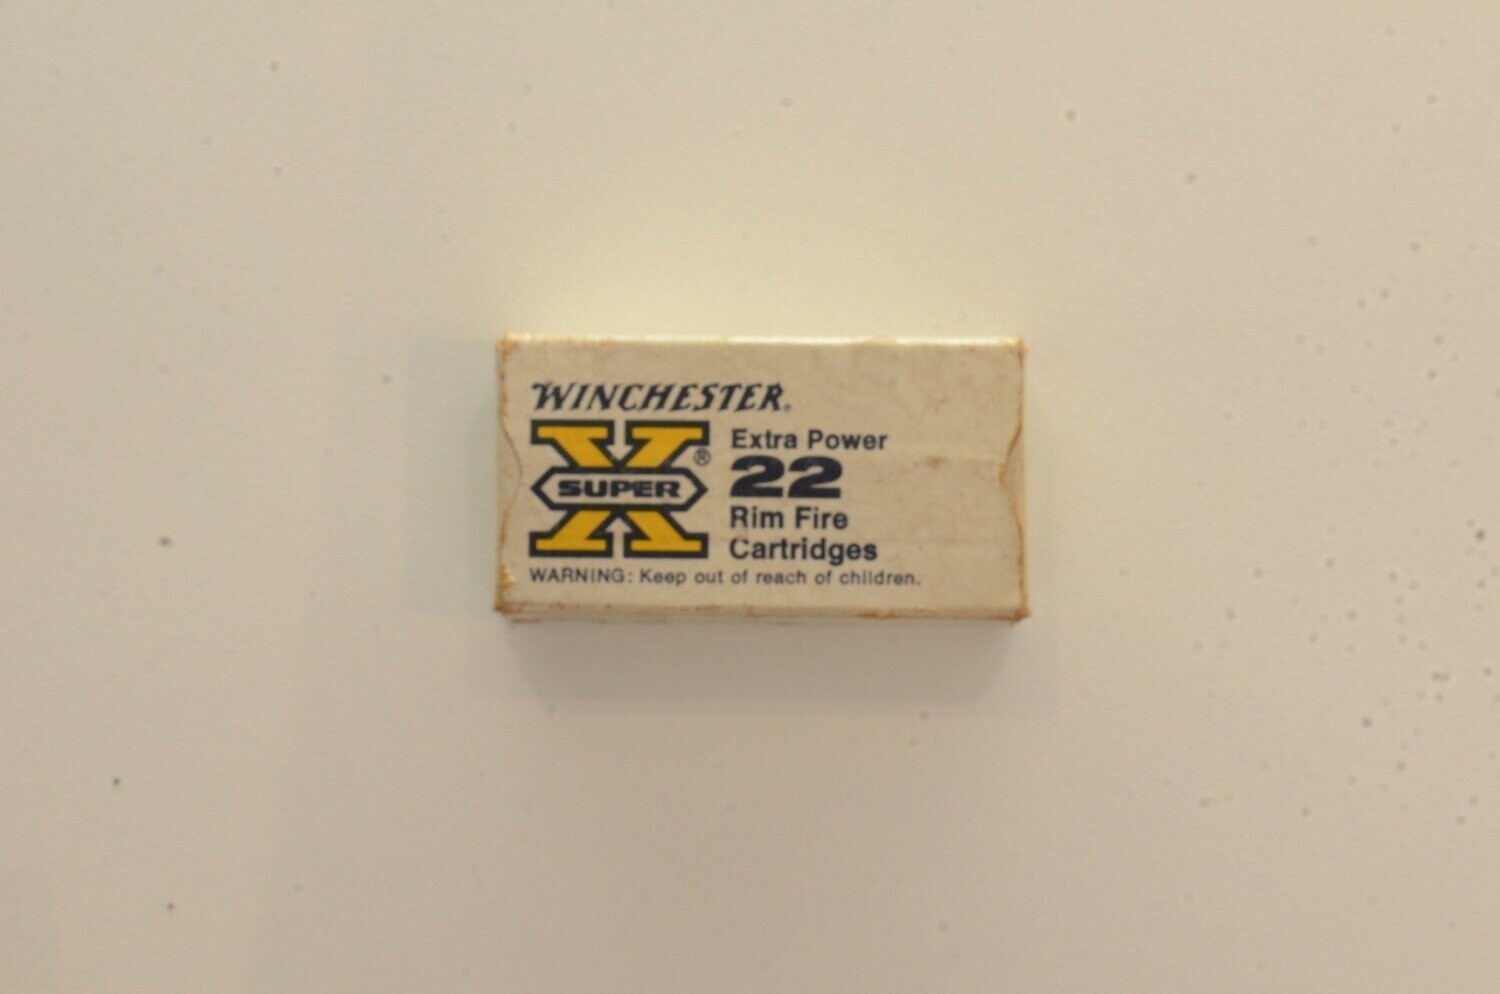 WINCHESTER®
X
SUPER ®
Extra Power
22
Rim Fire
Cartridges
WARNING: Keep out of reach of children.